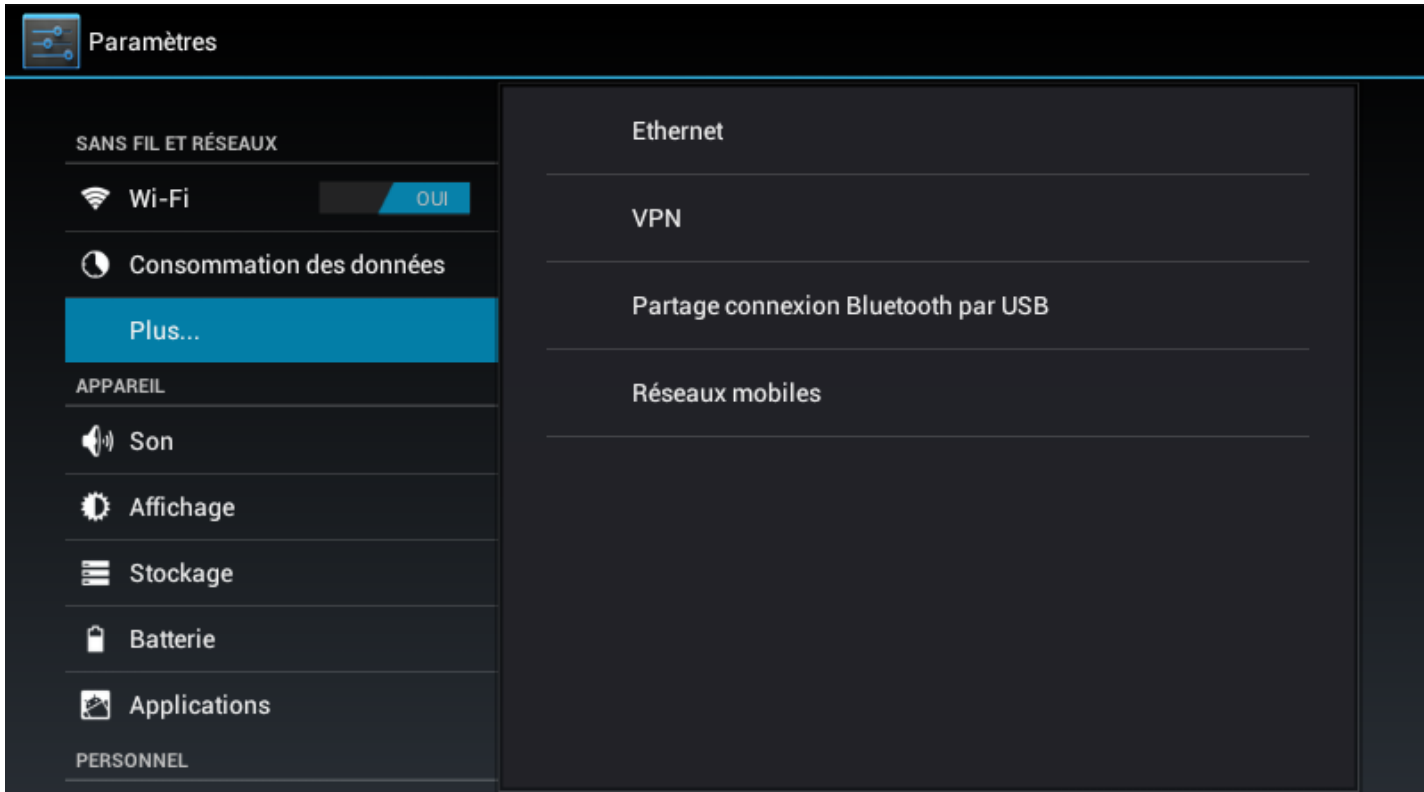 Paramètres
SANS FIL ET RÉSEAUX
Wi-Fi OUI
Consommation des données
Plus...
APPAREIL
Son
Affichage
Stockage
Batterie
Applications
PERSONNEL
Ethernet
VPN
Partage connexion Bluetooth par USB
Réseaux mobiles